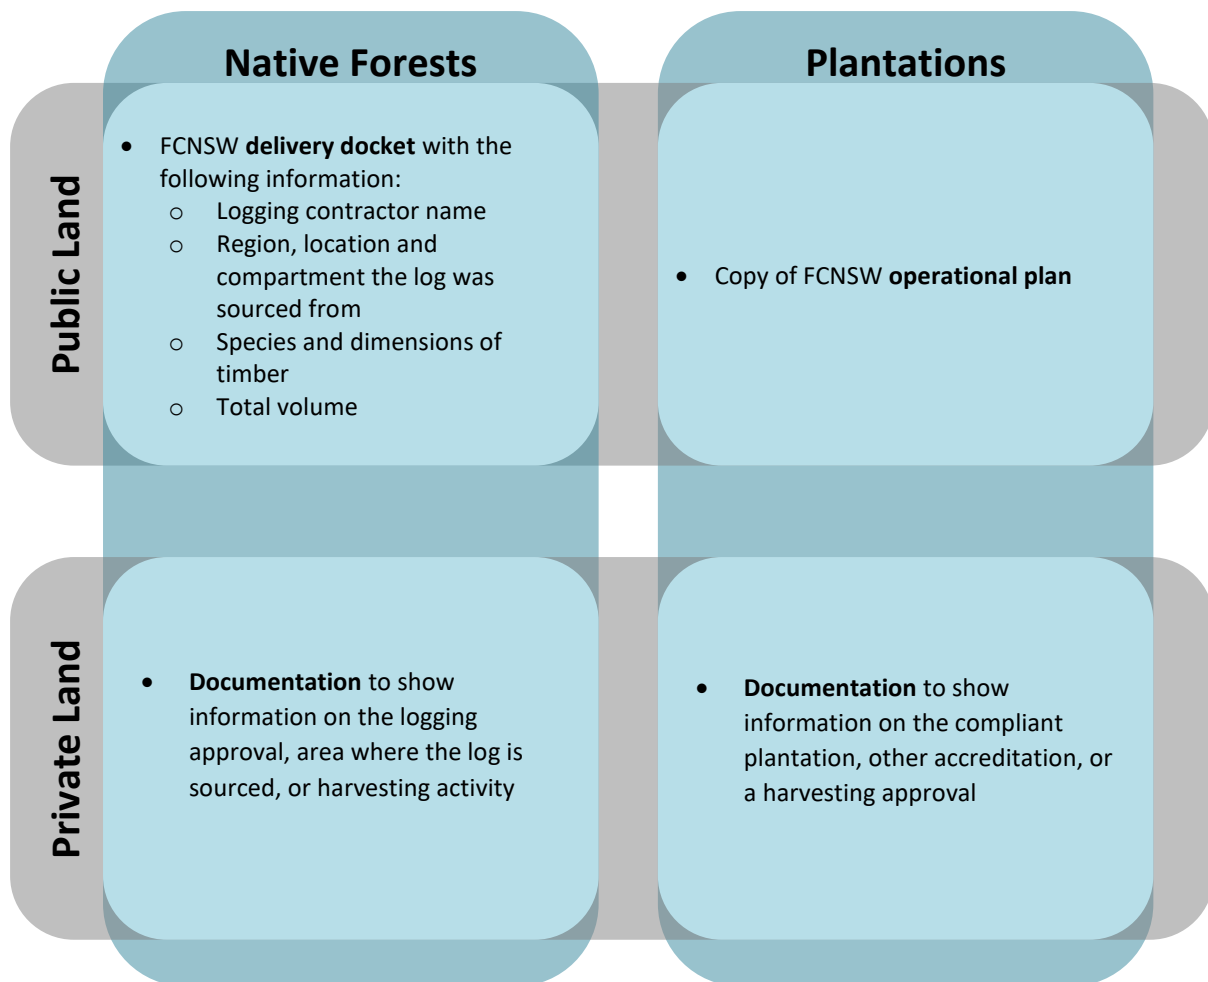 Native Forests
Plantations
Public Land
• FCNSW delivery docket with the
following information:
o Logging contractor name
o Region, location and
compartment the log was
sourced from
o Species and dimensions of
timber
o Total volume
• Copy of FCNSW operational plan
Private Land
• Documentation to show
information on the logging
approval, area where the log is
sourced, or harvesting activity
• Documentation to show
information on the compliant
plantation, other accreditation, or
a harvesting approval